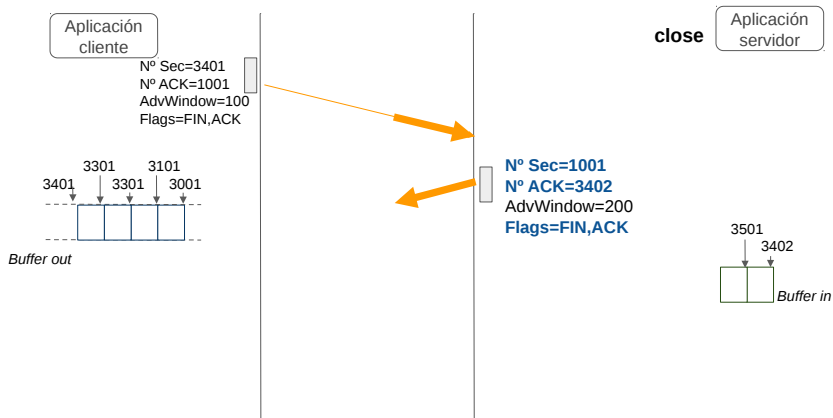 Aplicación
cliente
close
Aplicación
servidor
Nº Sec=3401
Nº ACK=1001
AdvWindow=100
Flags=FIN,ACK
Nº Sec=1001
Nº ACK=3402
AdvWindow=200
Flags=FIN,ACK
3401
3301
3301
3101
3001
Buffer out
3501
3402
Buffer in